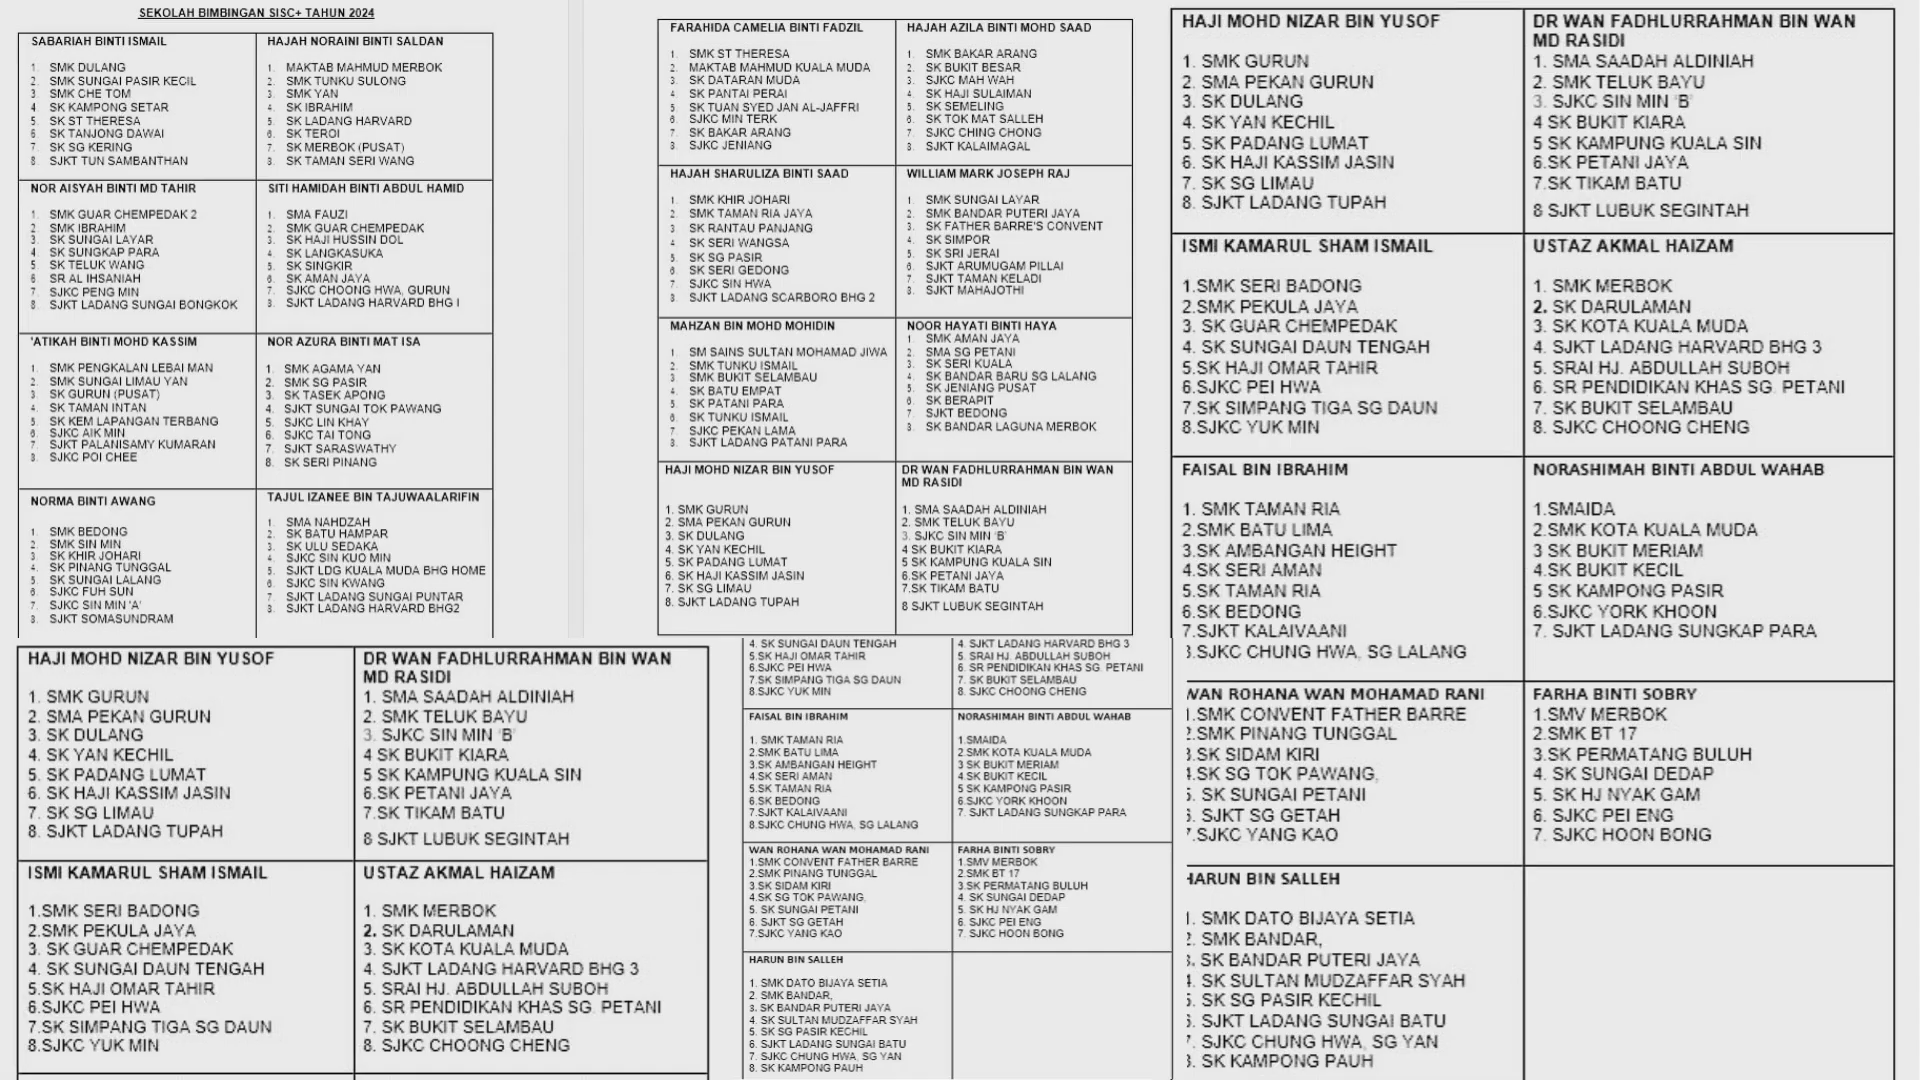 SEKOLAH BIMBINGAN SISC+ TAHUN 2024
SABARIAH BINTI ISMAIL
1. SMK DULANG
2. SMK SUNGAI PASIR KECIL
3. SMK CHE TOM
4. SK KAMPONG SETAR
5. SK ST THERESA
6. SK TANJONG DAWAI
7. SK SG KERING
8. SJKT TUN SAMBANTHAN
HAJAH NORAINI BINTI SALDAN
1. MAKTAB MAHMUD MERBOK
2. SMK TUNKU SULONG
3. SMK YAN
4. SK IBRAHIM
5. SK LADANG HARVARD
6. SK TEROI
7. SK MERBOK (PUSAT)
8. SK TAMAN SERI WANG
NOR AISYAH BINTI MD TAHIR
1. SMK GUAR CHEMPEDAK 2
2. SMK IBRAHIM
3. SK SUNGAI LAYAR
4. SK SUNGKAP PARA
5. SK TELUK WANG
6. SR AL IHSANIAH
7. SJKC PENG MIN
8. SJKT LADANG SUNGAI BONGKOK
SITI HAMIDAH BINTI ABDUL HAMID
1. SMA FAUZI
2. SMK GUAR CHEMPEDAK
3. SK HAJI HUSSIN DOL
4. SK LANGKASUKA
5. SK SINGKIR
6. SK AMAN JAYA
7. SJKC CHOONG HWA, GURUN
8. SJKT LADANG HARVARD BHG I
'ATIKAH BINTI MOHD KASSIM
1. SMK PENGKALAN LEBAI MAN
2. SMK SUNGAI LIMAU YAN
3. SK GURUN (PUSAT)
4. SK TAMAN INTAN
5. SK KEM LAPANGAN TERBANG
6. SJKC AIK MIN
7. SJKT PALANISAMY KUMARAN
8. SJKC POI CHEE
NOR AZURA BINTI MAT ISA
1. SMK AGAMA YAN
2. SMK SG PASIR
3. SK TASEK APONG
4. SJKT SUNGAI TOK PAWANG
5. SJKC LIN KHAY
6. SJKC TAI TONG
7. SJKT SARASWATHY
8. SK SERI PINANG
NORMA BINTI AWANG
1. SMK BEDONG
2. SMK SIN MIN
3. SK KHIR JOHARI
4. SK PINANG TUNGGAL
5. SK SUNGAI LALANG
6. SJKC FUH SUN
7. SJKC SIN MIN 'A'
8. SJKT SOMASUNDRAM
TAJUL IZANEE BIN TAJUWAALARIFIN
1. SMA NAHDZAH
2. SK BATU HAMPAR
3. SK ULU SEDAKA
4. SJKC SIN KUO MIN
5. SJKT LDG KUALA MUDA BHG HOME
6. SJKC SIN KWANG
7. SJKT LADANG SUNGAI PUNTAR
8. SJKT LADANG HARVARD BHG2
FARAHIDA CAMELIA BINTI FADZIL
1. SMK ST THERESA
2. MAKTAB MAHMUD KUALA MUDA
3. SK DATARAN MUDA
4. SK PANTAI PERAI
5. SK TUAN SYED JAN AL-JAFFRI
6. SJKC MIN TERK
7. SK BAKAR ARANG
8. SJKC JENIANG
HAJAH AZILA BINTI MOHD SAAD
1. SMK BAKAR ARANG
2. SK BUKIT BESAR
3. SJKC MAH WAH
4. SK HAJI SULAIMAN
5. SK SEMELING
6. SK TOK MAT SALLEH
7. SJKC CHING CHONG
8. SJKT KALAIMAGAL
HAJAH SHARULIZA BINTI SAAD
1. SMK KHIR JOHARI
2. SMK TAMAN RIA JAYA
3. SK RANTAU PANJANG
4. SK SERI WANGSA
5. SK SG PASIR
6. SK SERI GEDONG
7. SJKC SIN HWA
8. SJKT LADANG SCARBORO BHG 2
WILLIAM MARK JOSEPH RAJ
1. SMK SUNGAI LAYAR
2. SMK BANDAR PUTERI JAYA
3. SK FATHER BARRE'S CONVENT
4. SK SIMPOR
5. SK SRI JERAI
6. SJKT ARUMUGAM PILLAI
7. SJKT TAMAN KELADI
8. SJKT MAHAJOTHI
MAHZAN BIN MOHD MOHIDIN
1. SM SAINS SULTAN MOHAMAD JIWA
2. SMK TUNKU ISMAIL
3. SMK BUKIT SELAMBAU
4. SK BATU EMPAT
5. SK PATANI PARA
6. SK TUNKU ISMAIL
7. SJKC PEKAN LAMA
8. SJKT LADANG PATANI PARA
NOOR HAYATI BINTI HAYA
1. SMK AMAN JAYA
2. SMA SG PETANI
3. SK SERI KUALA
4. SK BANDAR BARU SG LALANG
5. SK JENIANG PUSAT
6. SK BERAPIT
7. SJKT BEDONG
8. SK BANDAR LAGUNA MERBOK
HAJI MOHD NIZAR BIN YUSOF
1. SMK GURUN
2. SMA PEKAN GURUN
3. SK DULANG
4. SK YAN KECHIL
5. SK PADANG LUMAT
6. SK HAJI KASSIM JASIN
7. SK SG LIMAU
8. SJKT LADANG TUPAH
DR WAN FADHLURRAHMAN BIN WAN
MD RASIDI
1. SMA SAADAH ALDINIAH
2. SMK TELUK BAYU
3. SJKC SIN MIN 'B'
4 SK BUKIT KIARA
5 SK KAMPUNG KUALA SIN
6.SK PETANI JAYA
7.SK TIKAM BATU
8 SJKT LUBUK SEGINTAH
HAJI MOHD NIZAR BIN YUSOF
1. SMK GURUN
2. SMA PEKAN GURUN
3. SK DULANG
4. SK YAN KECHIL
5. SK PADANG LUMAT
6. SK HAJI KASSIM JASIN
7. SK SG LIMAU
8. SJKT LADANG TUPAH
DR WAN FADHLURRAHMAN BIN WAN
MD RASIDI
1. SMA SAADAH ALDINIAH
2. SMK TELUK BAYU
3. SJKC SIN MIN 'B'
4 SK BUKIT KIARA
5 SK KAMPUNG KUALA SIN
6.SK PETANI JAYA
7.SK TIKAM BATU
8 SJKT LUBUK SEGINTAH
ISMI KAMARUL SHAM ISMAIL
1.SMK SERI BADONG
2.SMK PEKULA JAYA
3. SK GUAR CHEMPEDAK
4. SK SUNGAI DAUN TENGAH
5.SK HAJI OMAR TAHIR
6.SJKC PEI HWA
7.SK SIMPANG TIGA SG DAUN
8.SJKC YUK MIN
USTAZ AKMAL HAIZAM
1. SMK MERBOK
2. SK DARULAMAN
3. SK KOTA KUALA MUDA
4. SJKT LADANG HARVARD BHG 3
5. SRAI HJ. ABDULLAH SUBOH
6. SR PENDIDIKAN KHAS SG. PETANI
7. SK BUKIT SELAMBAU
8. SJKC CHOONG CHENG
FAISAL BIN IBRAHIM
1. SMK TAMAN RIA
2.SMK BATU LIMA
3.SK AMBANGAN HEIGHT
4.SK SERI AMAN
5.SK TAMAN RIA
6.SK BEDONG
7.SJKT KALAIVAANI
8.SJKC CHUNG HWA, SG LALANG
NORASHIMAH BINTI ABDUL WAHAB
1.SMAIDA
2.SMK KOTA KUALA MUDA
3 SK BUKIT MERIAM
4.SK BUKIT KECIL
5 SK KAMPONG PASIR
6.SJKC YORK KHOON
7. SJKT LADANG SUNGKAP PARA
WAN ROHANA WAN MOHAMAD RANI
1.SMK CONVENT FATHER BARRE
2.SMK PINANG TUNGGAL
3.SK SIDAM KIRI
4.SK SG TOK PAWANG,
5. SK SUNGAI PETANI
6. SJKT SG GETAH
7.SJKC YANG KAO
FARHA BINTI SOBRY
1.SMV MERBOK
2.SMK BT 17
3.SK PERMATANG BULUH
4. SK SUNGAI DEDAP
5. SK HJ NYAK GAM
6. SJKC PEI ENG
7. SJKC HOON BONG
HARUN BIN SALLEH
1. SMK DATO BIJAYA SETIA
2. SMK BANDAR,
3. SK BANDAR PUTERI JAYA
4. SK SULTAN MUDZAFFAR SYAH
5. SK SG PASIR KECHIL
6. SJKT LADANG SUNGAI BATU
7. SJKC CHUNG HWA, SG YAN
8. SK KAMPONG PAUH
HAJI MOHD NIZAR BIN YUSOF
1. SMK GURUN
2. SMA PEKAN GURUN
3. SK DULANG
4. SK YAN KECHIL
5. SK PADANG LUMAT
6. SK HAJI KASSIM JASIN
7. SK SG LIMAU
8. SJKT LADANG TUPAH
DR WAN FADHLURRAHMAN BIN WAN
MD RASIDI
1. SMA SAADAH ALDINIAH
2. SMK TELUK BAYU
3. SJKC SIN MIN 'B'
4 SK BUKIT KIARA
5 SK KAMPUNG KUALA SIN
6.SK PETANI JAYA
7.SK TIKAM BATU
8 SJKT LUBUK SEGINTAH
ISMI KAMARUL SHAM ISMAIL
1.SMK SERI BADONG
2.SMK PEKULA JAYA
3. SK GUAR CHEMPEDAK
4. SK SUNGAI DAUN TENGAH
5.SK HAJI OMAR TAHIR
6.SJKC PEI HWA
7.SK SIMPANG TIGA SG DAUN
8.SJKC YUK MIN
USTAZ AKMAL HAIZAM
1. SMK MERBOK
2. SK DARULAMAN
3. SK KOTA KUALA MUDA
4. SJKT LADANG HARVARD BHG 3
5. SRAI HJ. ABDULLAH SUBOH
6. SR PENDIDIKAN KHAS SG. PETANI
7. SK BUKIT SELAMBAU
8. SJKC CHOONG CHENG
4. SK SUNGAI DAUN TENGAH
5.SK HAJI OMAR TAHIR
6.SJKC PEI HWA
7.SK SIMPANG TIGA SG DAUN
8.SJKC YUK MIN
4. SJKT LADANG HARVARD BHG 3
5. SRAI HJ. ABDULLAH SUBOH
6. SR PENDIDIKAN KHAS SG. PETANI
7. SK BUKIT SELAMBAU
8. SJKC CHOONG CHENG
FAISAL BIN IBRAHIM
1. SMK TAMAN RIA
2.SMK BATU LIMA
3.SK AMBANGAN HEIGHT
4.SK SERI AMAN
5.SK TAMAN RIA
6.SK BEDONG
7.SJKT KALAIVAANI
8.SJKC CHUNG HWA, SG LALANG
NORASHIMAH BINTI ABDUL WAHAB
1.SMAIDA
2.SMK KOTA KUALA MUDA
3 SK BUKIT MERIAM
4.SK BUKIT KECIL
5 SK KAMPONG PASIR
6.SJKC YORK KHOON
7. SJKT LADANG SUNGKAP PARA
WAN ROHANA WAN MOHAMAD RANI
1.SMK CONVENT FATHER BARRE
2.SMK PINANG TUNGGAL
3.SK SIDAM KIRI
4.SK SG TOK PAWANG,
5. SK SUNGAI PETANI
6. SJKT SG GETAH
7.SJKC YANG KAO
FARHA BINTI SOBRY
1.SMV MERBOK
2.SMK BT 17
3.SK PERMATANG BULUH
4. SK SUNGAI DEDAP
5. SK HJ NYAK GAM
6. SJKC PEI ENG
7. SJKC HOON BONG
HARUN BIN SALLEH
1. SMK DATO BIJAYA SETIA
2. SMK BANDAR,
3. SK BANDAR PUTERI JAYA
4. SK SULTAN MUDZAFFAR SYAH
5. SK SG PASIR KECHIL
6. SJKT LADANG SUNGAI BATU
7. SJKC CHUNG HWA, SG YAN
8. SK KAMPONG PAUH